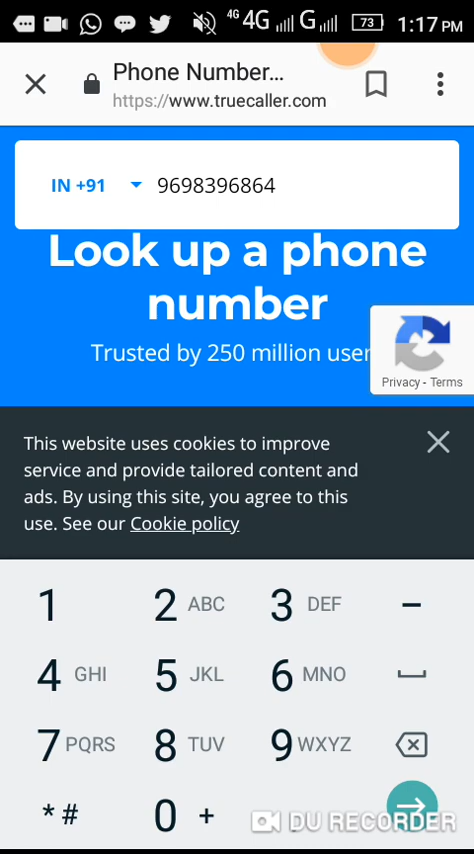 4G 4G G 73 1:17 PM
Phone Number...
https://www.truecaller.com
IN +91 9698396864
Look up a phone
number
Trusted by 250 million user
Privacy - Terms
This website uses cookies to improve
service and provide tailored content and
ads. By using this site, you agree to this
use. See our Cookie policy
1 2 ABC 3 DEF –
4 GHI 5 JKL 6 MNO
7 PQRS 8 TUV 9 WXYZ
* # 0 +
DU RECORDER